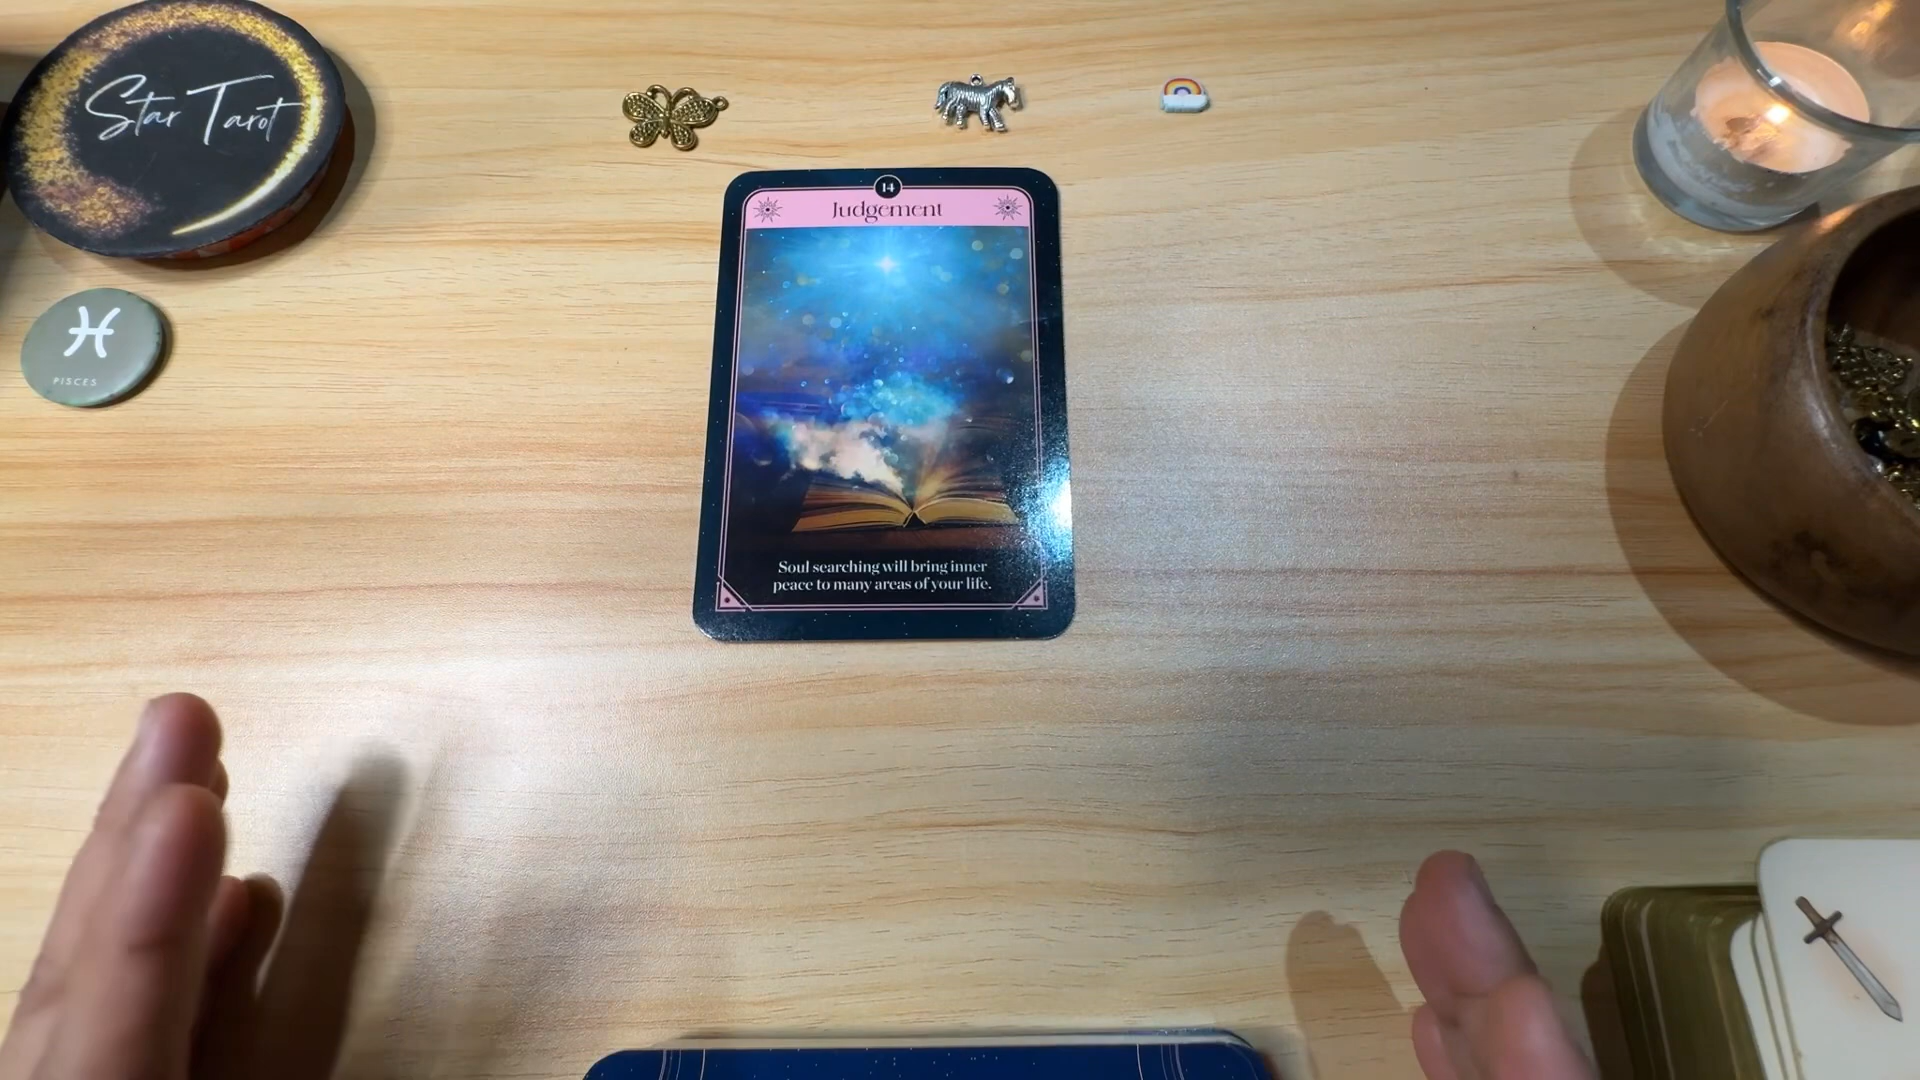 Star Tarot
PISCES
14
Judgement
Soul searching will bring inner
peace to many areas of your life.